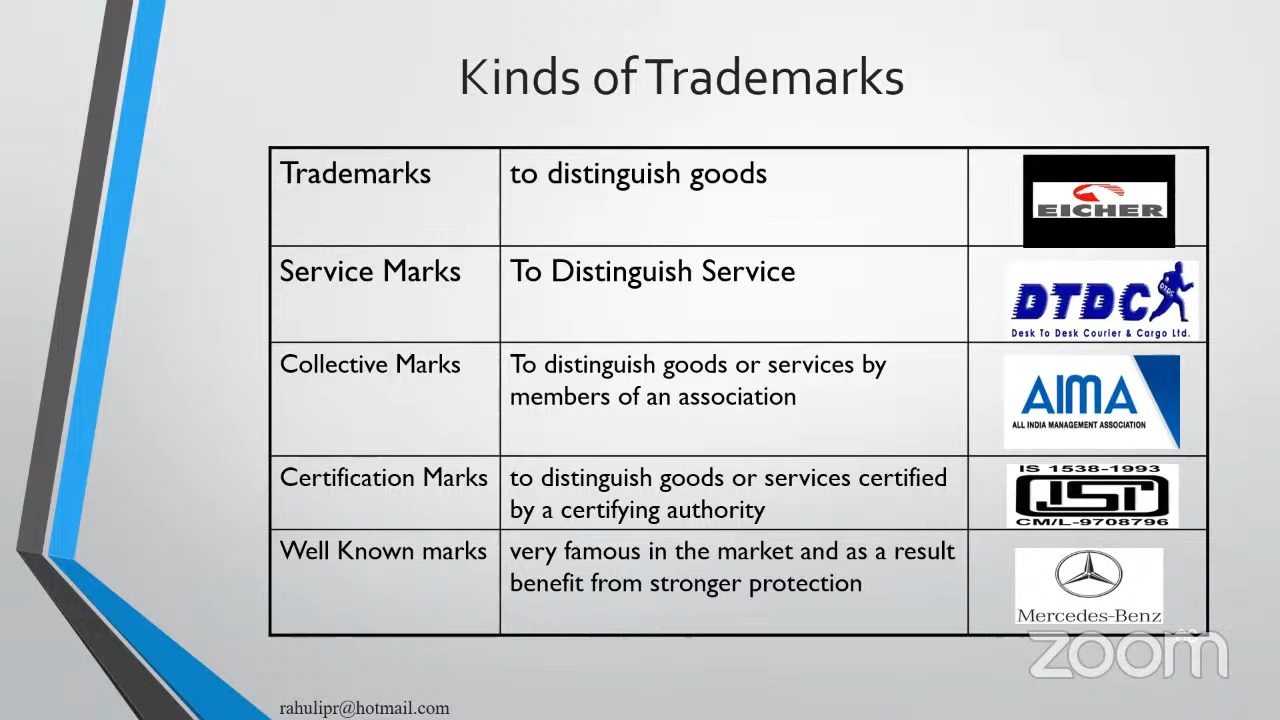 Kinds of Trademarks
Trademarks
to distinguish goods
EICHER
Service Marks
To Distinguish Service
DTDC
DTDC
Desk To Desk Courier & Cargo Ltd.
Collective Marks
To distinguish goods or services by
members of an association
AIMA
ALL INDIA MANAGEMENT ASSOCIATION
Certification Marks
to distinguish goods or services certified
by a certifying authority
IS 1538-1993
ISI
CM/L-9708796
Well Known marks
very famous in the market and as a result
benefit from stronger protection
Mercedes-Benz
zoom
rahulipr@hotmail.com